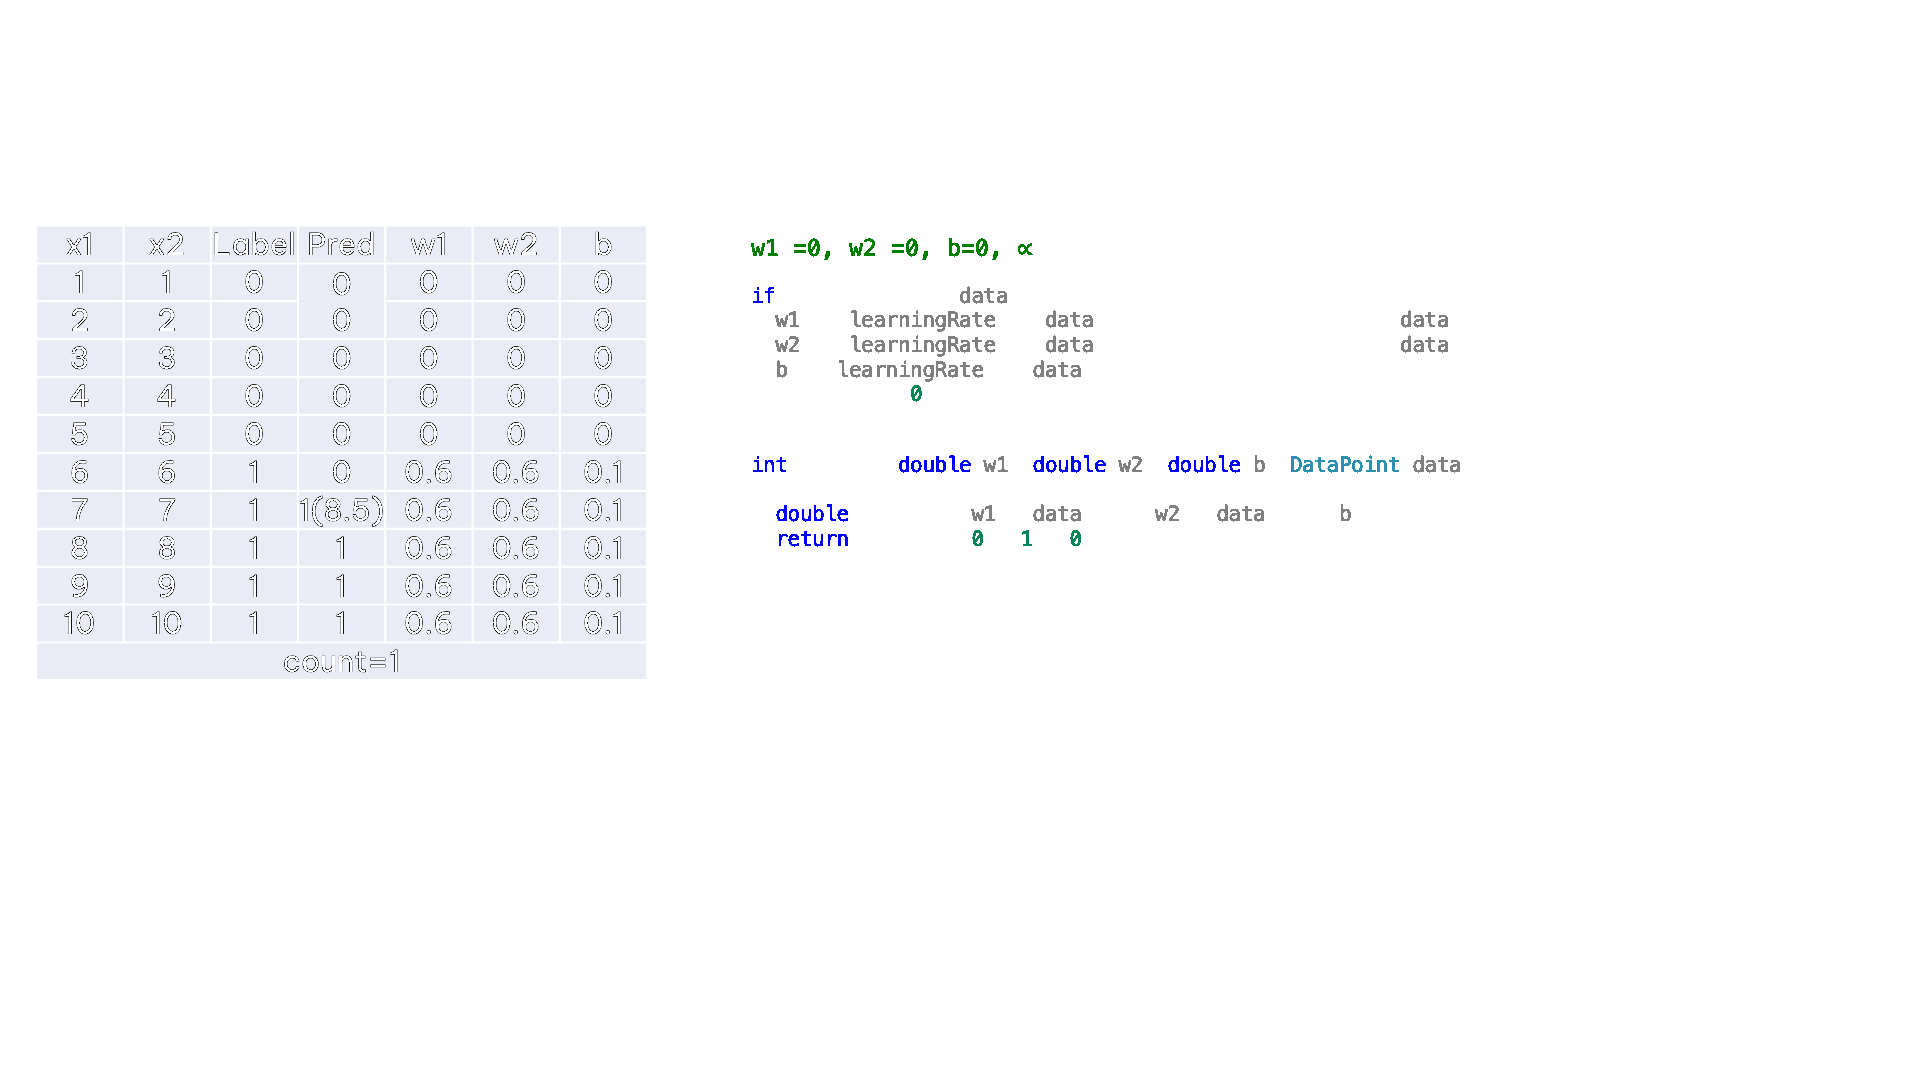 x1 x2 Label Pred w1 w2 b
1 1 0 0 0 0 0
2 2 0 0 0 0 0
3 3 0 0 0 0 0
4 4 0 0 0 0 0
5 5 0 0 0 0 0
6 6 1 0 0.6 0.6 0.1
7 7 1 1(8.5) 0.6 0.6 0.1
8 8 1 1 0.6 0.6 0.1
9 9 1 1 0.6 0.6 0.1
10 10 1 1 0.6 0.6 0.1
count=1
w1 =0, w2 =0, b=0, ∝
if data
w1 learningRate data data
w2 learningRate data data
b learningRate data
0
int double w1 double w2 double b DataPoint data
double w1 data w2 data b
return 0 1 0